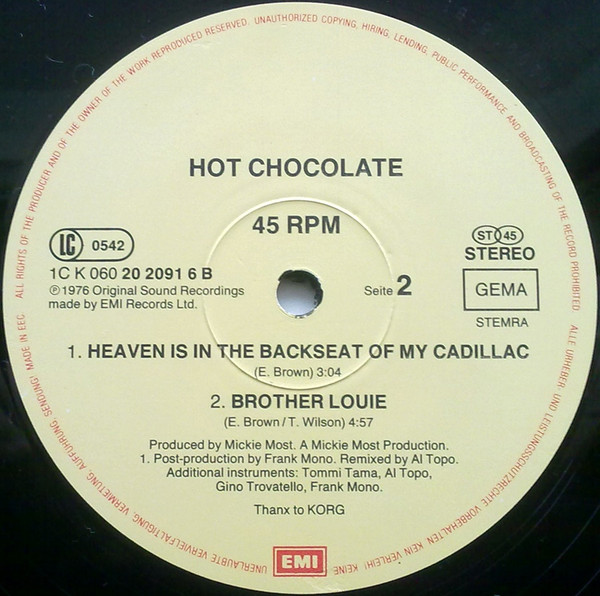 ALL RIGHTS OF THE PRODUCER AND OF THE OWNER OF THE WORK REPRODUCED RESERVED. UNAUTHORIZED COPYING, HIRING, LENDING, PUBLIC PERFORMANCE AND BROADCASTING OF THE RECORD PROHIBITED. ALLE URHEBER- UND LEISTUNGSSCHUTZRECHTE VORBEHALTEN. KEIN VERLEIH! KEINE UNERLAUBTE VERVIELFÄLTIGUNG, VERMIETUNG, AUFFÜHRUNG, SENDUNG! MADE IN EEC
HOT CHOCOLATE
45 RPM
LC 0542
1C K 060 20 2091 6 B
℗1976 Original Sound Recordings
made by EMI Records Ltd.
Seite 2
ST 45
STEREO
GEMA
STEMRA
1. HEAVEN IS IN THE BACKSEAT OF MY CADILLAC
(E. Brown) 3:04
2. BROTHER LOUIE
(E. Brown/T. Wilson) 4:57
Produced by Mickie Most. A Mickie Most Production.
1. Post-production by Frank Mono. Remixed by Al Topo.
Additional instruments: Tommi Tama, Al Topo,
Gino Trovatello, Frank Mono.
Thanx to KORG
EMI